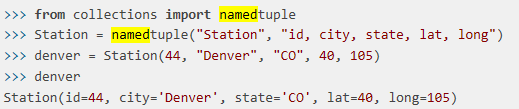 >>> from collections import namedtuple
>>> Station = namedtuple("Station", "id, city, state, lat, long")
>>> denver = Station(44, "Denver", "CO", 40, 105)
>>> denver
Station(id=44, city='Denver', state='CO', lat=40, long=105)